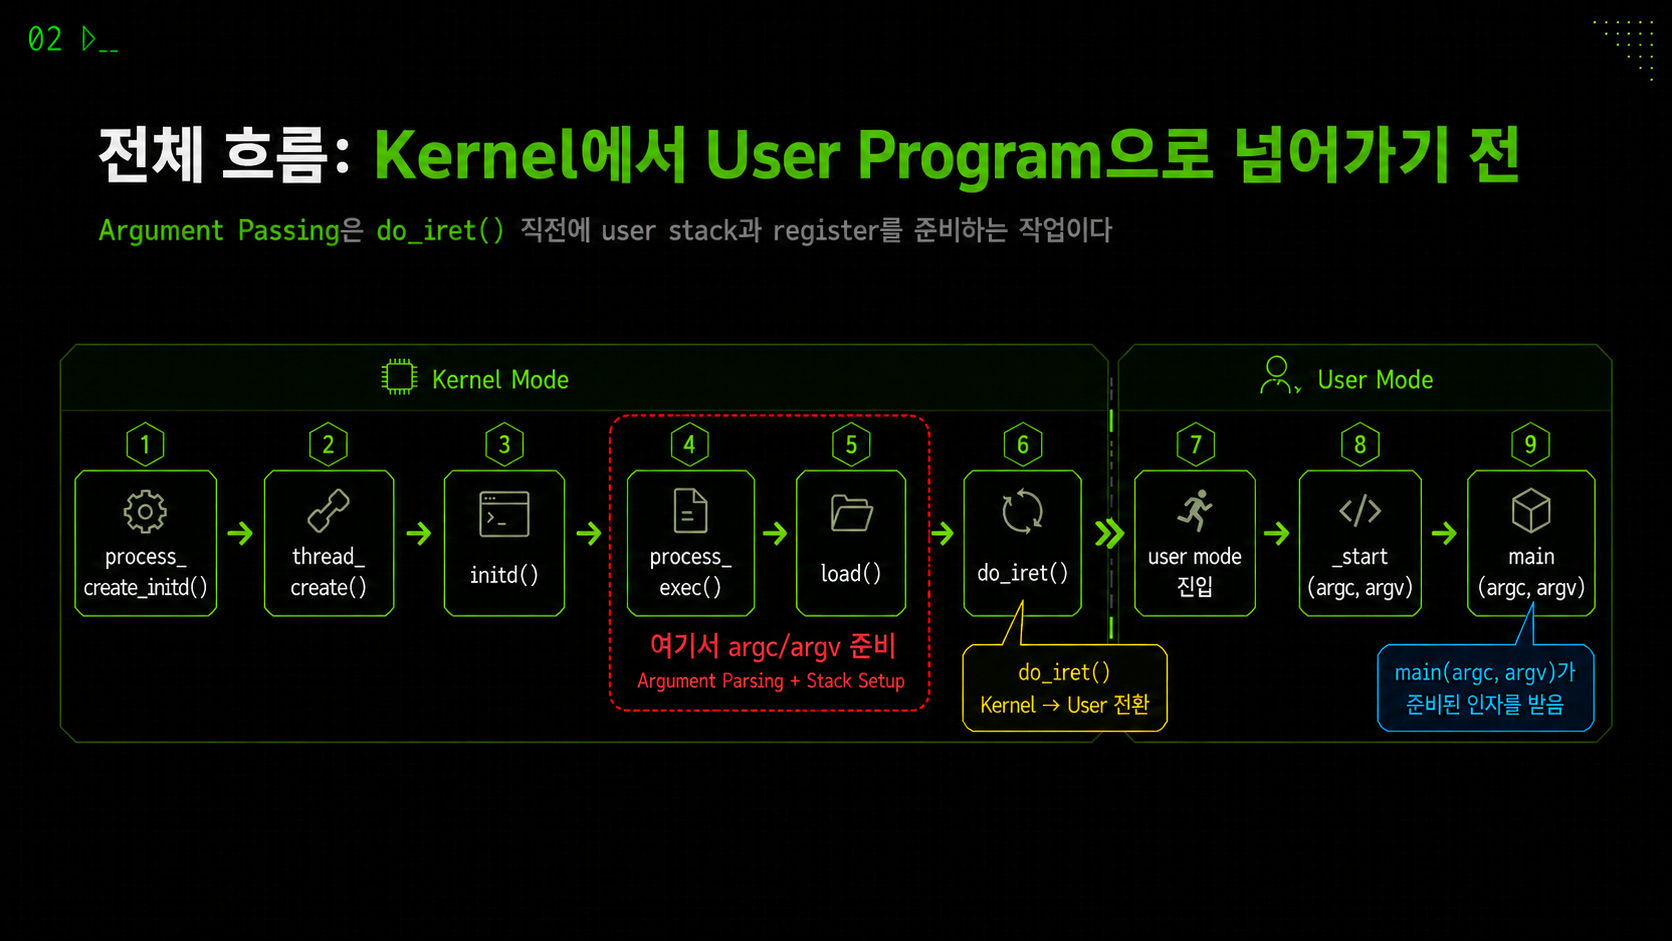 02 ▷__
전체 흐름: Kernel에서 User Program으로 넘어가기 전
Argument Passing은 do_iret() 직전에 user stack과 register를 준비하는 작업이다
Kernel Mode
User Mode
1
process_
create_initd()
2
thread_
create()
3
initd()
4
process_
exec()
5
load()
여기서 argc/argv 준비
Argument Parsing + Stack Setup
6
do_iret()
do_iret()
Kernel → User 전환
7
user mode
진입
8
_start
(argc, argv)
9
main
(argc, argv)
main(argc, argv)가
준비된 인자를 받음